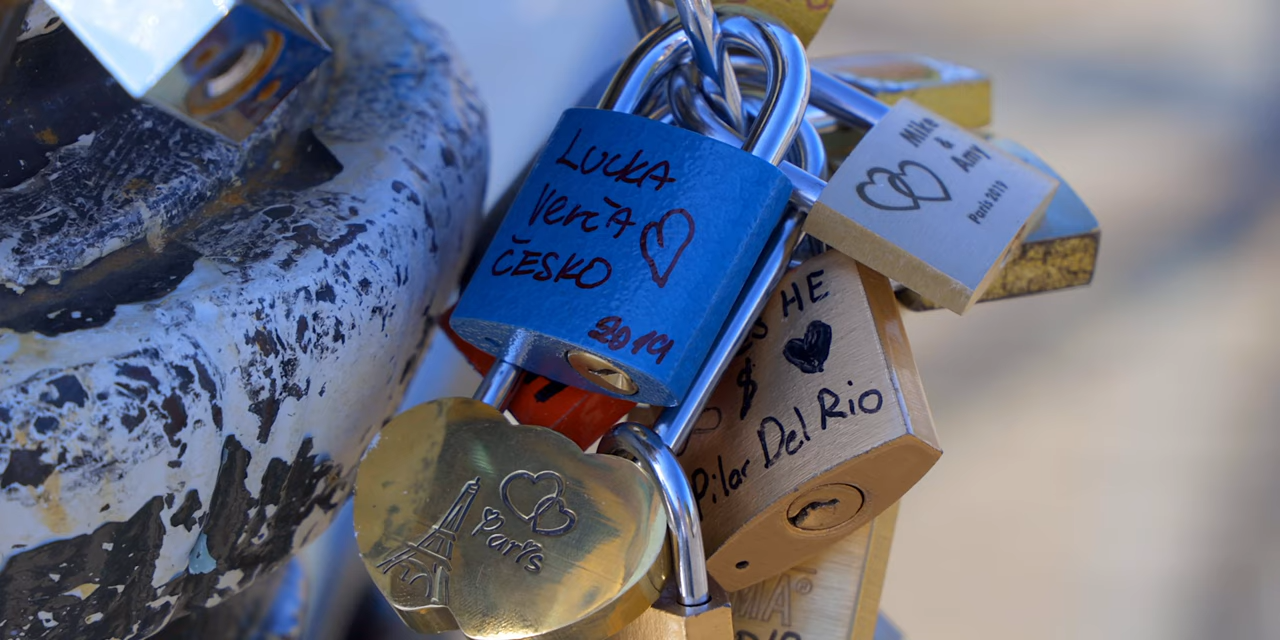 LUCKA
VERČA
ČESKO
2019
Mike
&
Amy
Paris 2019
HE
&
Pilar Del Rio
Paris